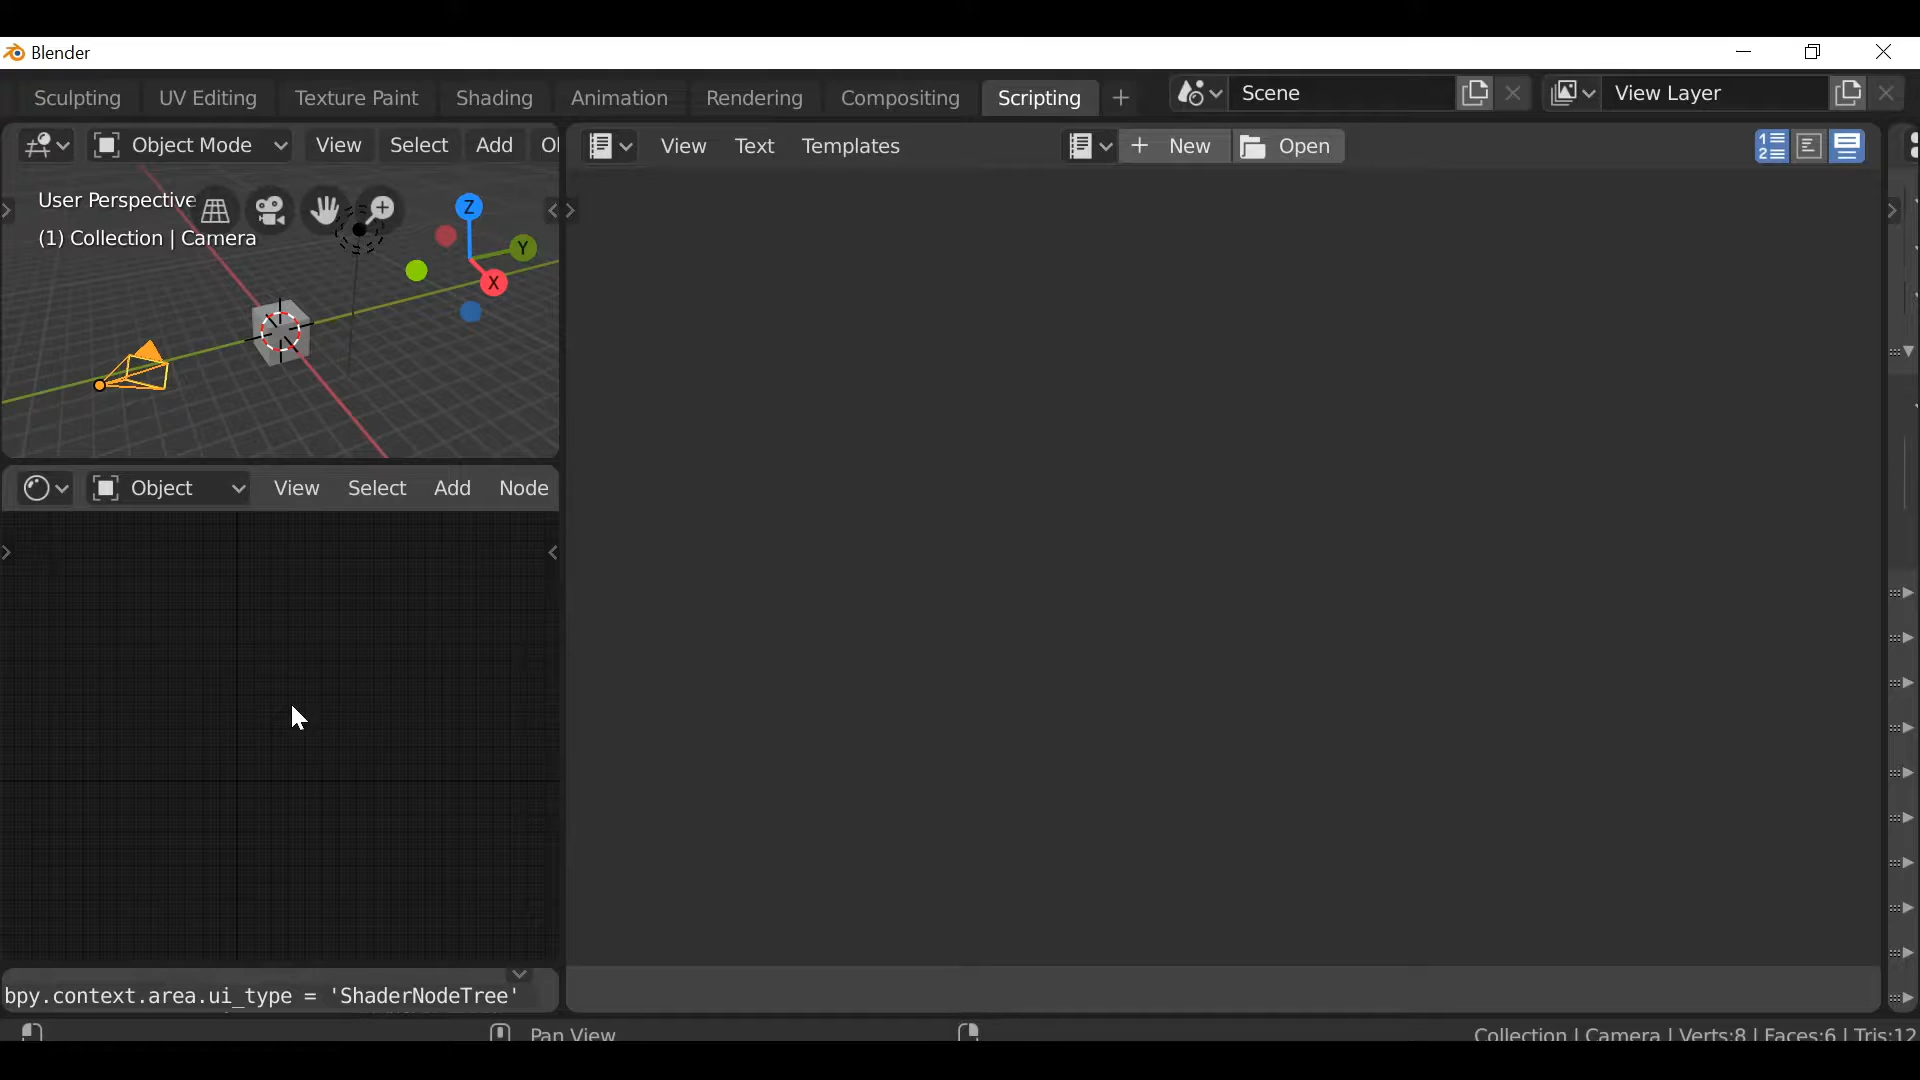 Blender
Sculpting UV Editing Texture Paint Shading Animation Rendering Compositing Scripting + Scene View Layer
Object Mode View Select Add
View Text Templates + New Open
User Perspective
(1) Collection | Camera
Z
Y
X
Object View Select Add Node
bpy.context.area.ui_type = 'ShaderNodeTree'
Pan View
Collection | Camera | Verts:8 | Faces:6 | Tris:12